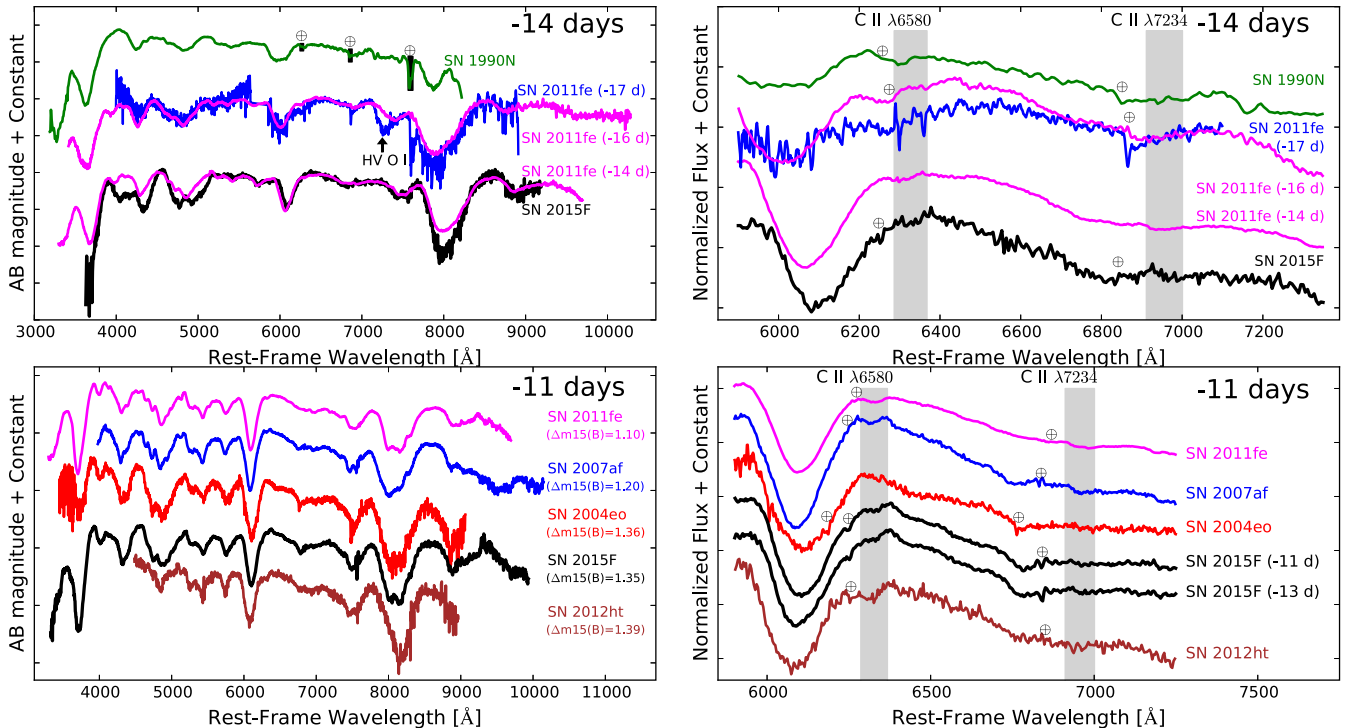 -14 days
SN 1990N
SN 2011fe (-17 d)
SN 2011fe (-16 d)
HV O I
SN 2011fe (-14 d)
SN 2015F
AB magnitude + Constant
3000 4000 5000 6000 7000 8000 9000 10000
Rest-Frame Wavelength [Å]
C II λ6580 C II λ7234
-14 days
SN 1990N
SN 2011fe
(-17 d)
SN 2011fe (-16 d)
SN 2011fe (-14 d)
SN 2015F
Normalized Flux + Constant
6000 6200 6400 6600 6800 7000 7200
Rest-Frame Wavelength [Å]
-11 days
SN 2011fe
(Δm15(B)=1.10)
SN 2007af
(Δm15(B)=1.20)
SN 2004eo
(Δm15(B)=1.36)
SN 2015F
(Δm15(B)=1.35)
SN 2012ht
(Δm15(B)=1.39)
AB magnitude + Constant
4000 5000 6000 7000 8000 9000 10000 11000
Rest-Frame Wavelength [Å]
C II λ6580 C II λ7234
-11 days
SN 2011fe
SN 2007af
SN 2004eo
SN 2015F (-11 d)
SN 2015F (-13 d)
SN 2012ht
Normalized Flux + Constant
6000 6500 7000 7500
Rest-Frame Wavelength [Å]